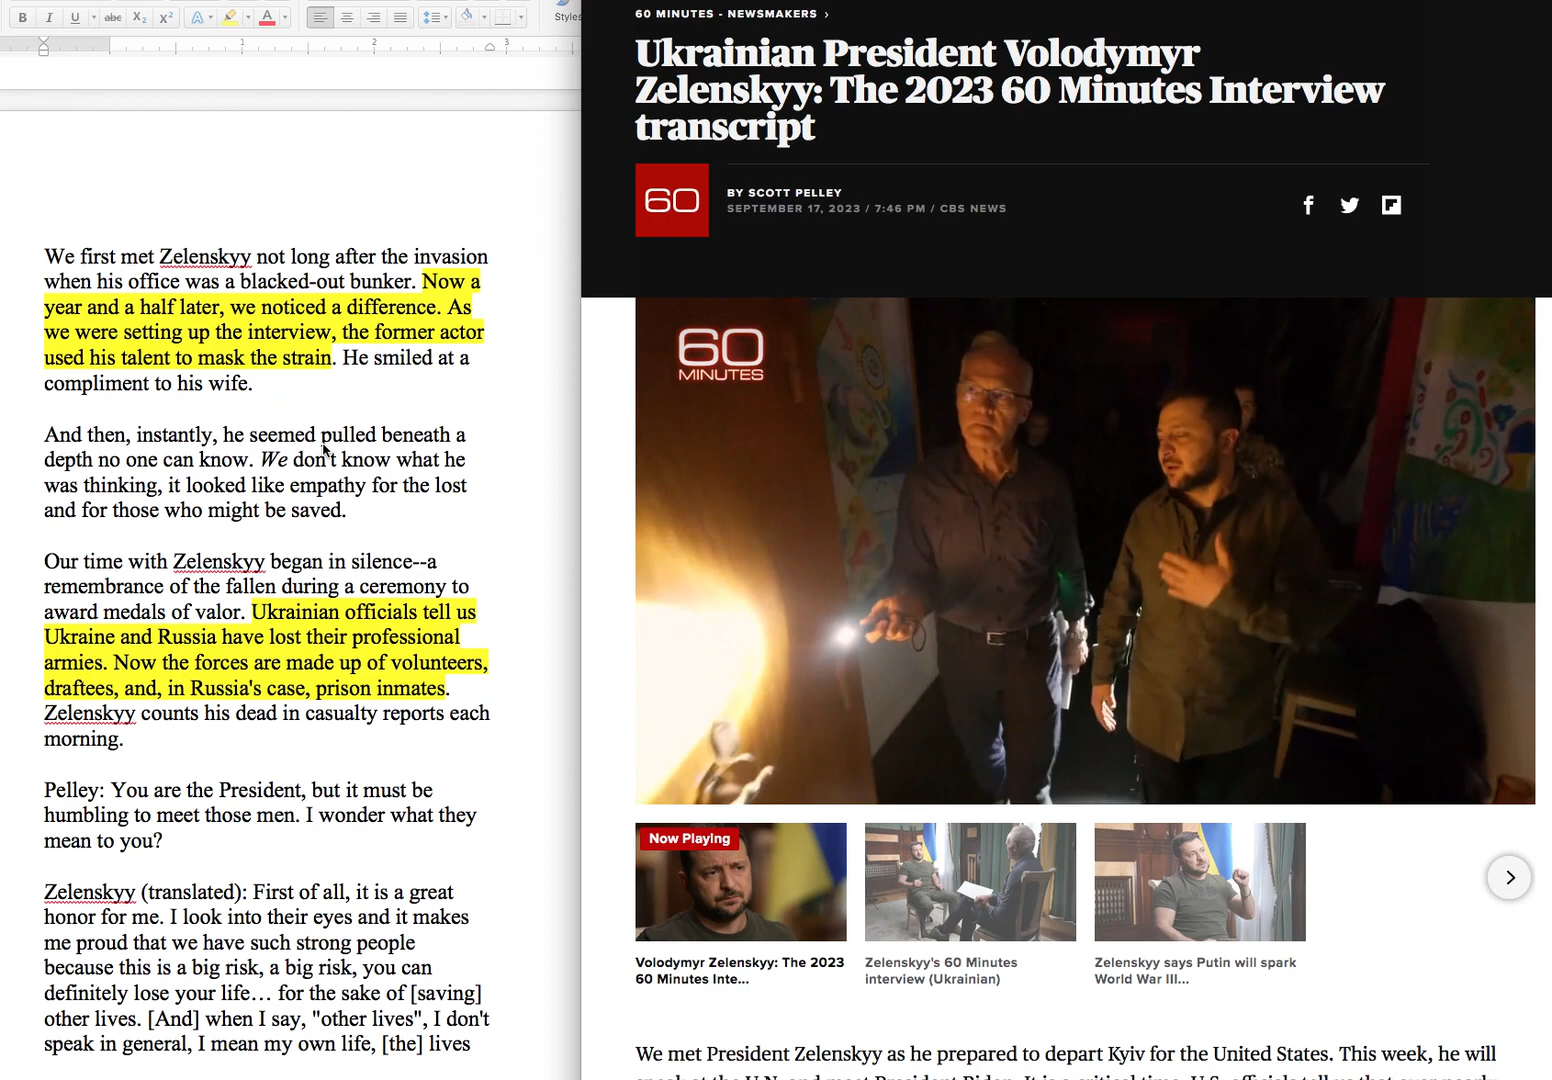 B I U abc X₂ X² A A
Styles
1 2 3
We first met Zelenskyy not long after the invasion
when his office was a blacked-out bunker. Now a
year and a half later, we noticed a difference. As
we were setting up the interview, the former actor
used his talent to mask the strain. He smiled at a
compliment to his wife.
And then, instantly, he seemed pulled beneath a
depth no one can know. We don't know what he
was thinking, it looked like empathy for the lost
and for those who might be saved.
Our time with Zelenskyy began in silence--a
remembrance of the fallen during a ceremony to
award medals of valor. Ukrainian officials tell us
Ukraine and Russia have lost their professional
armies. Now the forces are made up of volunteers,
draftees, and, in Russia's case, prison inmates.
Zelenskyy counts his dead in casualty reports each
morning.
Pelley: You are the President, but it must be
humbling to meet those men. I wonder what they
mean to you?
Zelenskyy (translated): First of all, it is a great
honor for me. I look into their eyes and it makes
me proud that we have such strong people
because this is a big risk, a big risk, you can
definitely lose your life… for the sake of [saving]
other lives. [And] when I say, "other lives", I don't
speak in general, I mean my own life, [the] lives
60 MINUTES - NEWSMAKERS ›
Ukrainian President Volodymyr
Zelenskyy: The 2023 60 Minutes Interview
transcript
60
BY SCOTT PELLEY
SEPTEMBER 17, 2023 / 7:46 PM / CBS NEWS
60
MINUTES
Now Playing
Volodymyr Zelenskyy: The 2023
60 Minutes Inte...
Zelenskyy's 60 Minutes
interview (Ukrainian)
Zelenskyy says Putin will spark
World War III...
We met President Zelenskyy as he prepared to depart Kyiv for the United States. This week, he will